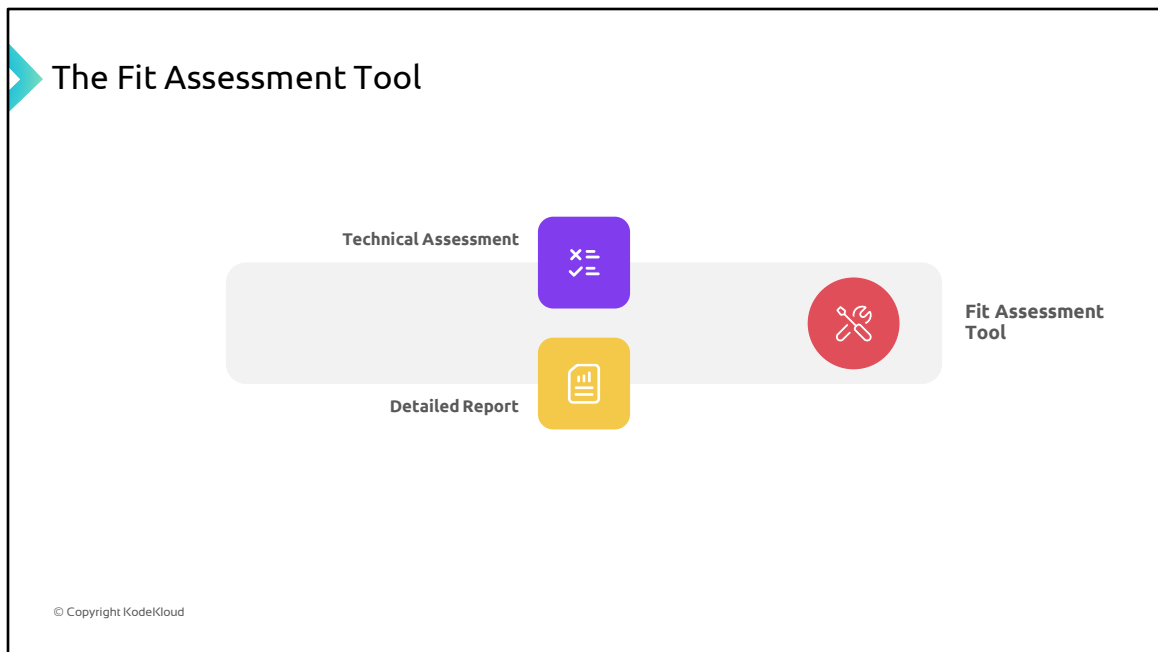 The Fit Assessment Tool
Technical Assessment
Fit Assessment
Tool
Detailed Report
© Copyright KodeKloud